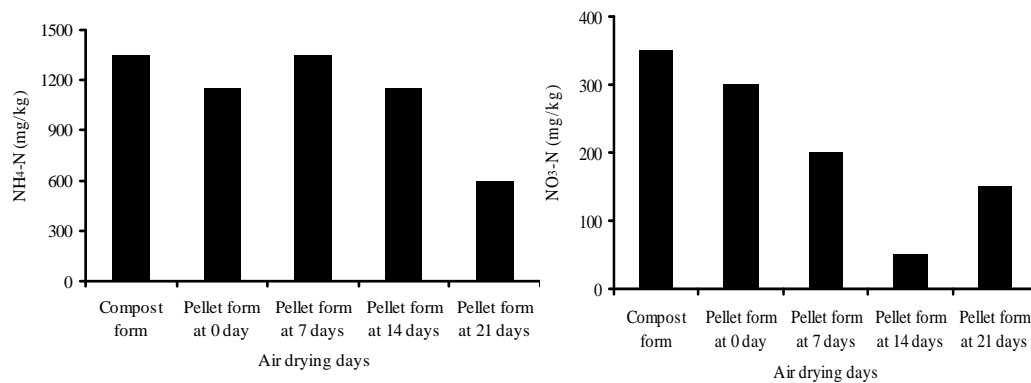 1500
1200
900
600
300
0
NH4-N (mg/kg)
Compost form
Pellet form at 0 day
Pellet form at 7 days
Pellet form at 14 days
Pellet form at 21 days
Air drying days
400
300
200
100
0
NO3-N (mg/kg)
Compost form
Pellet form at 0 day
Pellet form at 7 days
Pellet form at 14 days
Pellet form at 21 days
Air drying days